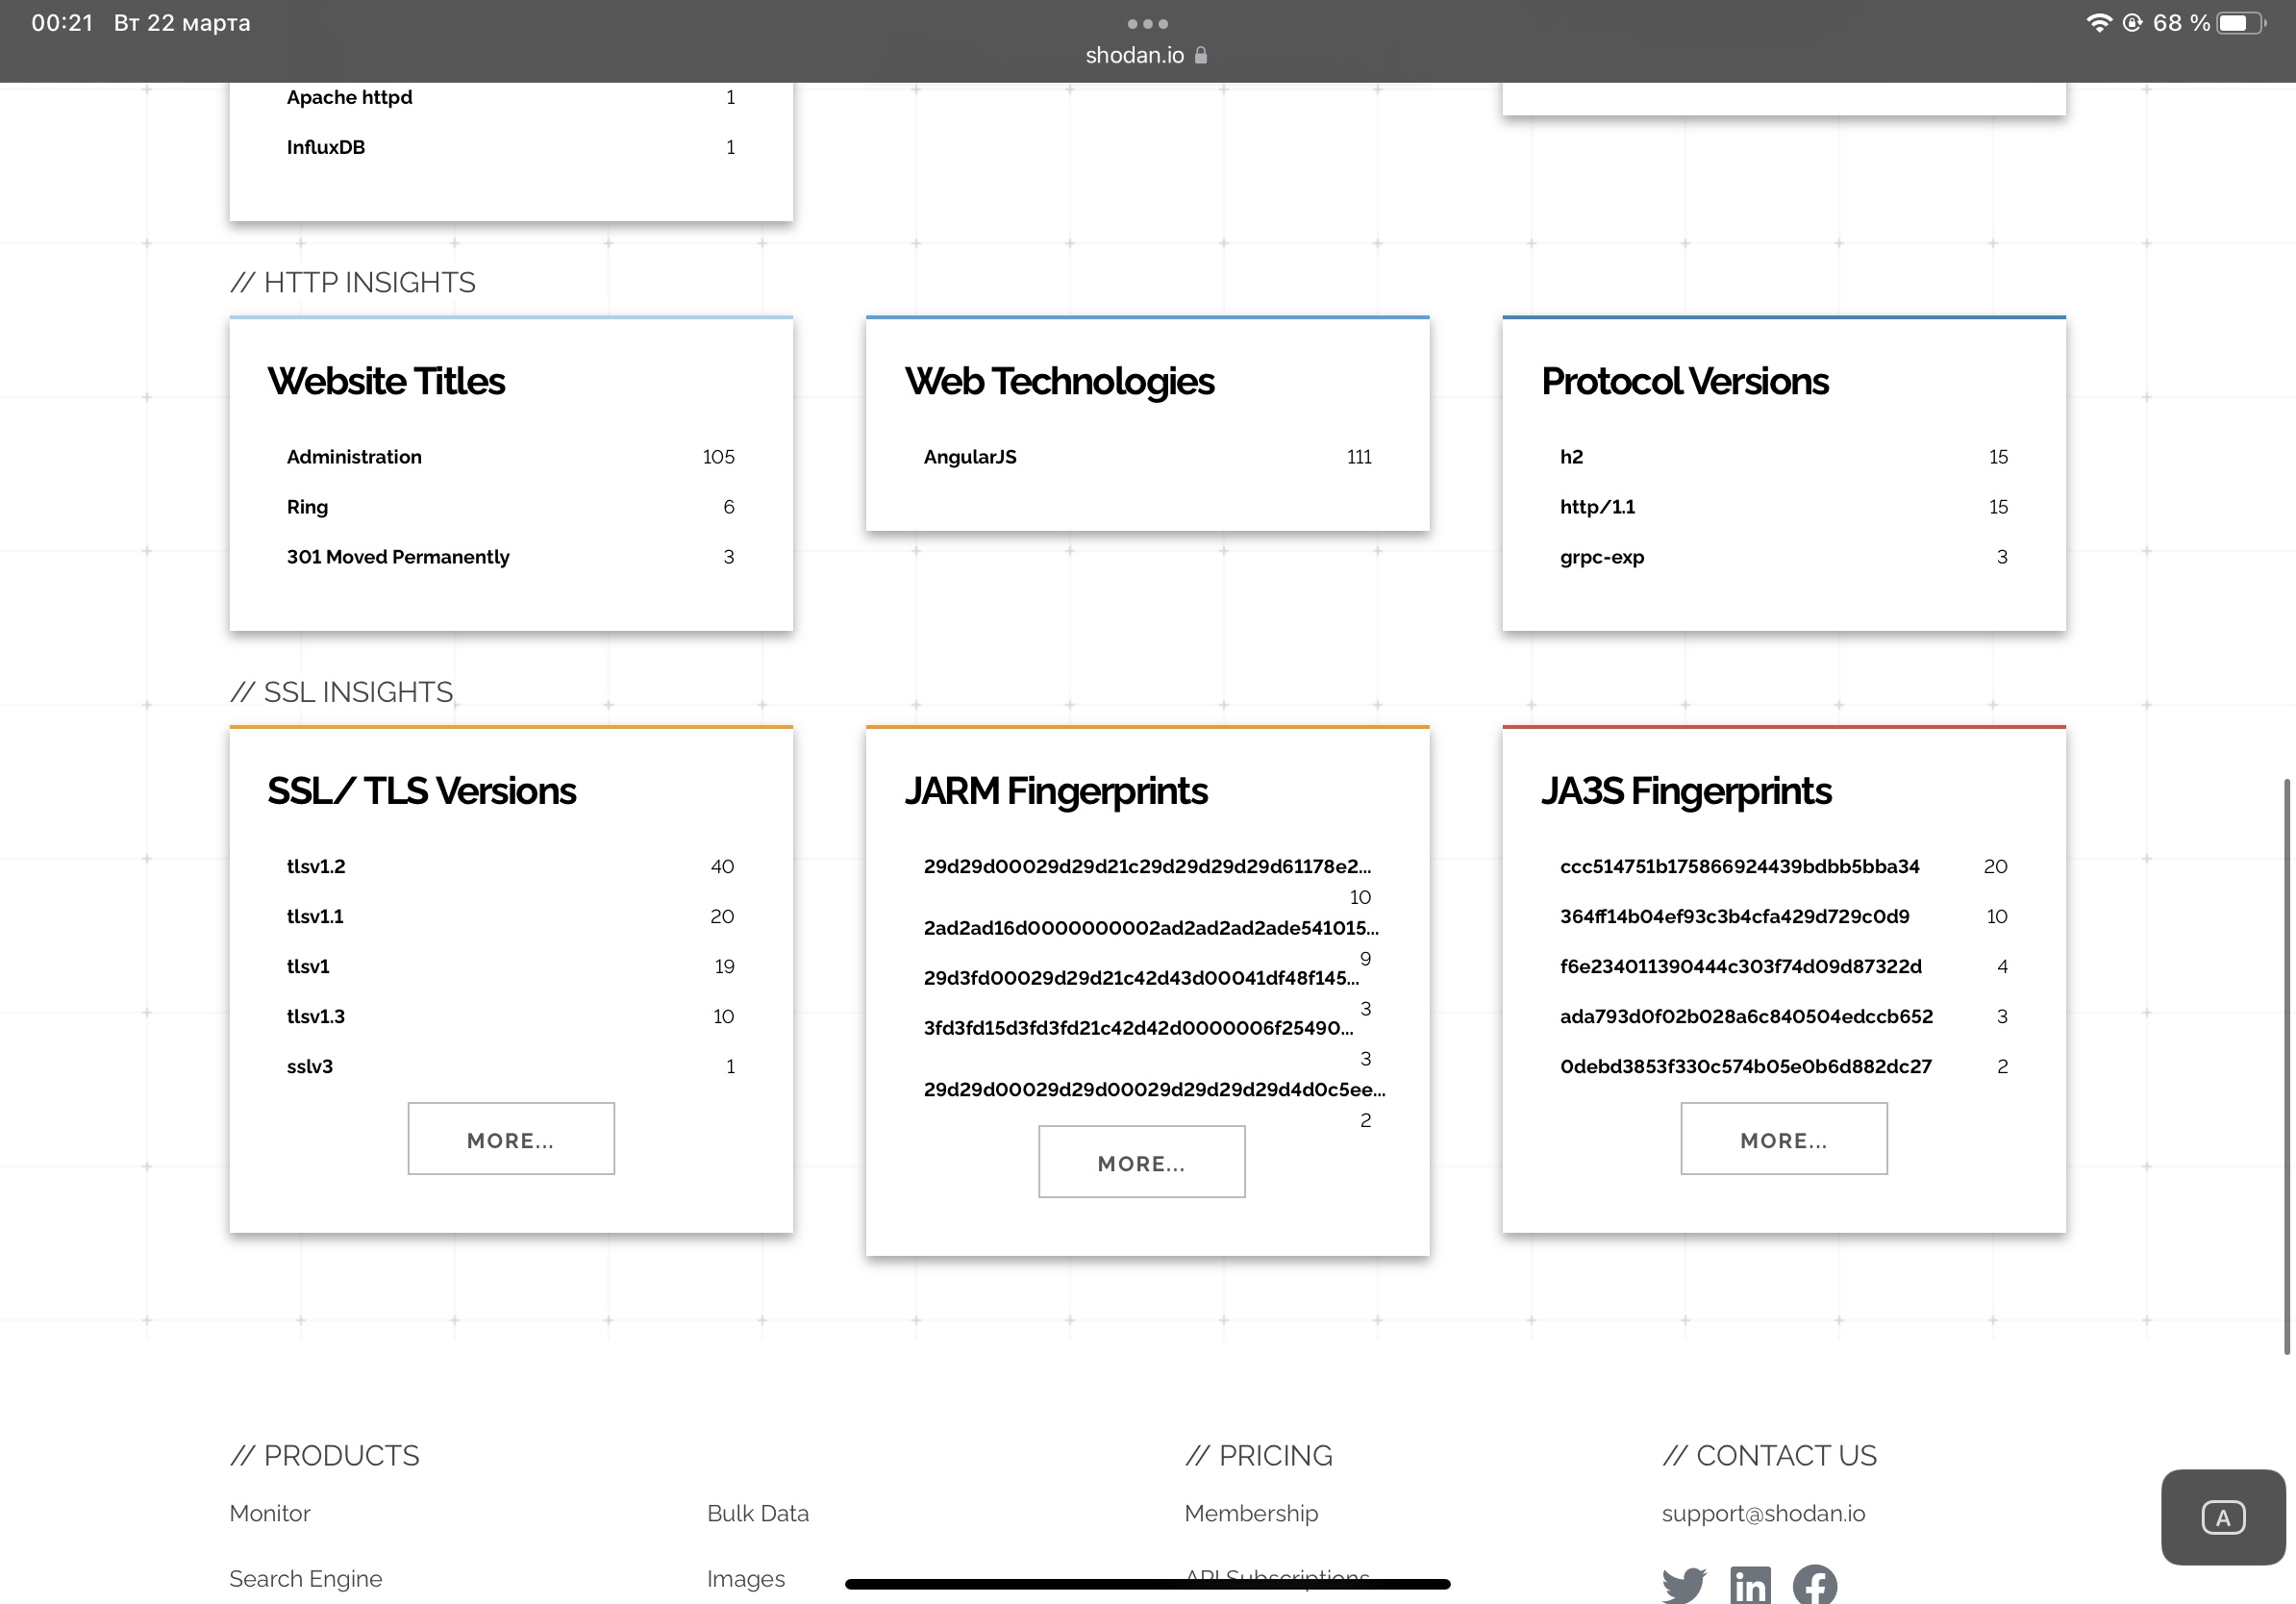 00:21 Вт 22 марта
68 %
shodan.io
Apache httpd 1
InfluxDB 1
// HTTP INSIGHTS
Website Titles
Administration 105
Ring 6
301 Moved Permanently 3
Web Technologies
AngularJS 111
Protocol Versions
h2 15
http/1.1 15
grpc-exp 3
// SSL INSIGHTS
SSL/ TLS Versions
tlsv1.2 40
tlsv1.1 20
tlsv1 19
tlsv1.3 10
sslv3 1
MORE...
JARM Fingerprints
29d29d00029d29d21c29d29d29d29d61178e2...
10
2ad2ad16d0000000002ad2ad2ad2ade541015...
9
29d3fd00029d29d21c42d43d00041df48f145...
3
3fd3fd15d3fd3fd21c42d42d0000006f25490...
3
29d29d00029d29d00029d29d29d29d4d0c5ee...
2
MORE...
JA3S Fingerprints
ccc514751b175866924439bdbb5bba34 20
364ff14b04ef93c3b4cfa429d729c0d9 10
f6e234011390444c303f74d09d87322d 4
ada793d0f02b028a6c840504edccb652 3
0debd3853f330c574b05e0b6d882dc27 2
MORE...
// PRODUCTS
Monitor
Search Engine
Bulk Data
Images
// PRICING
Membership
API Subscriptions
// CONTACT US
support@shodan.io
A